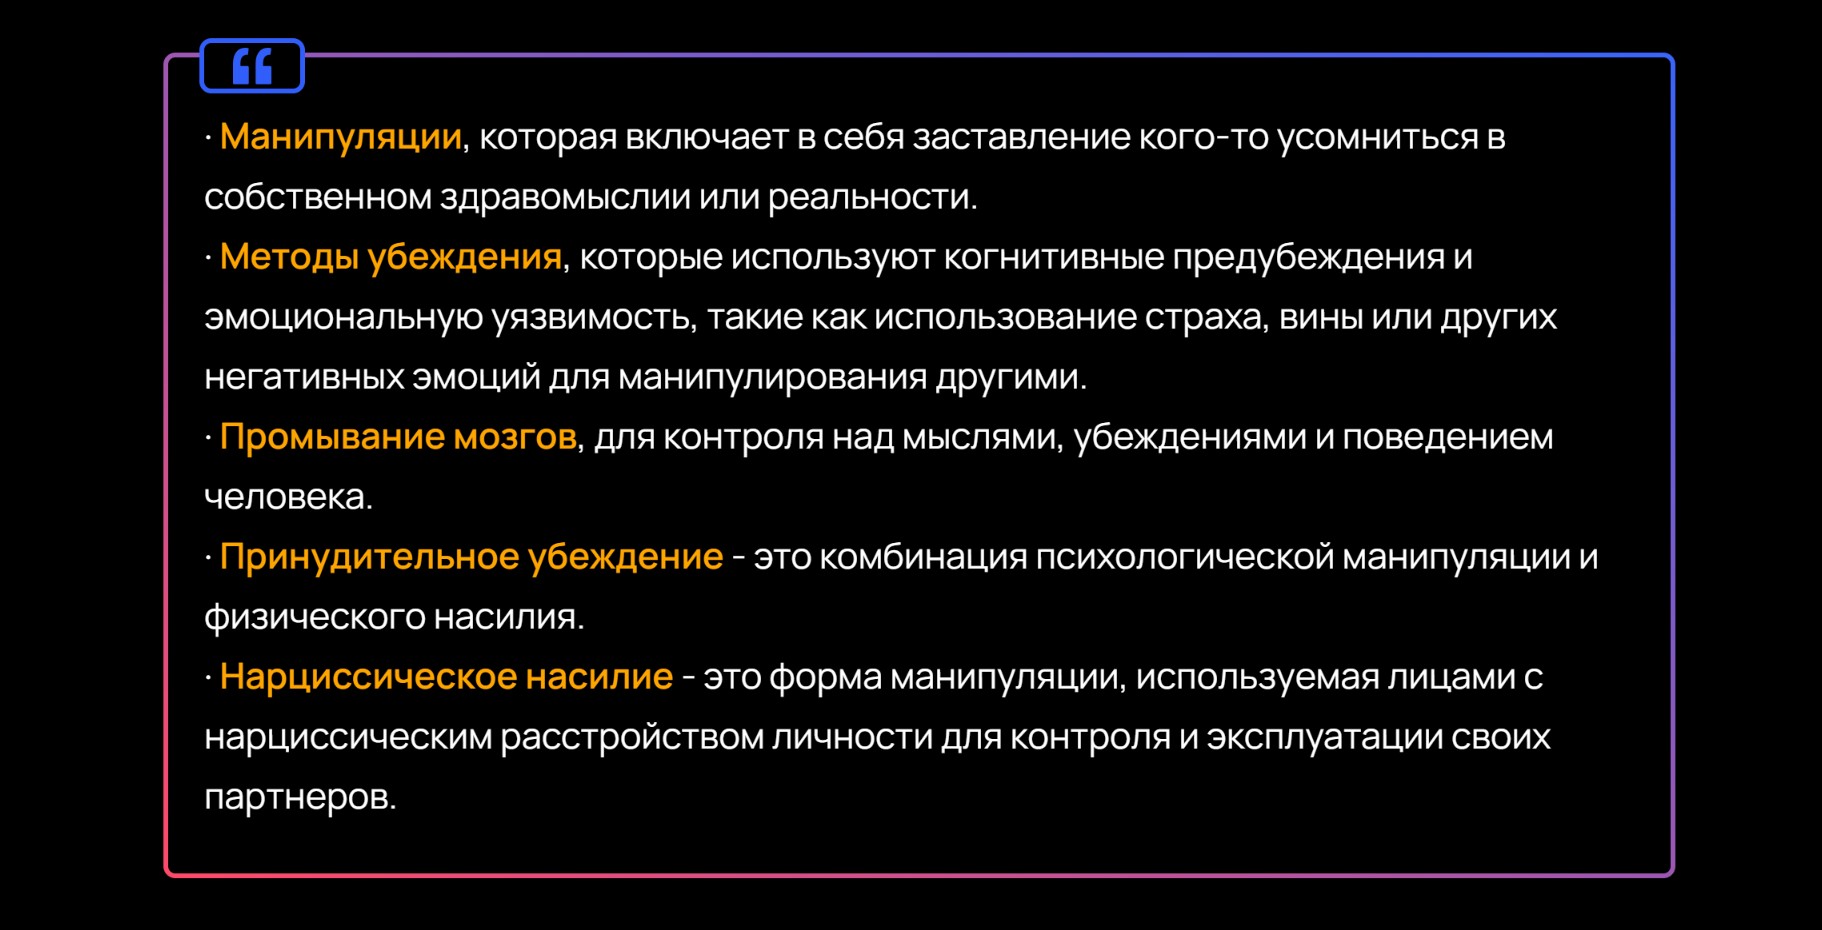 · Манипуляции, которая включает в себя заставление кого-то усомниться в
собственном здравомыслии или реальности.
· Методы убеждения, которые используют когнитивные предубеждения и
эмоциональную уязвимость, такие как использование страха, вины или других
негативных эмоций для манипулирования другими.
· Промывание мозгов, для контроля над мыслями, убеждениями и поведением
человека.
· Принудительное убеждение - это комбинация психологической манипуляции и
физического насилия.
· Нарциссическое насилие - это форма манипуляции, используемая лицами с
нарциссическим расстройством личности для контроля и эксплуатации своих
партнеров.